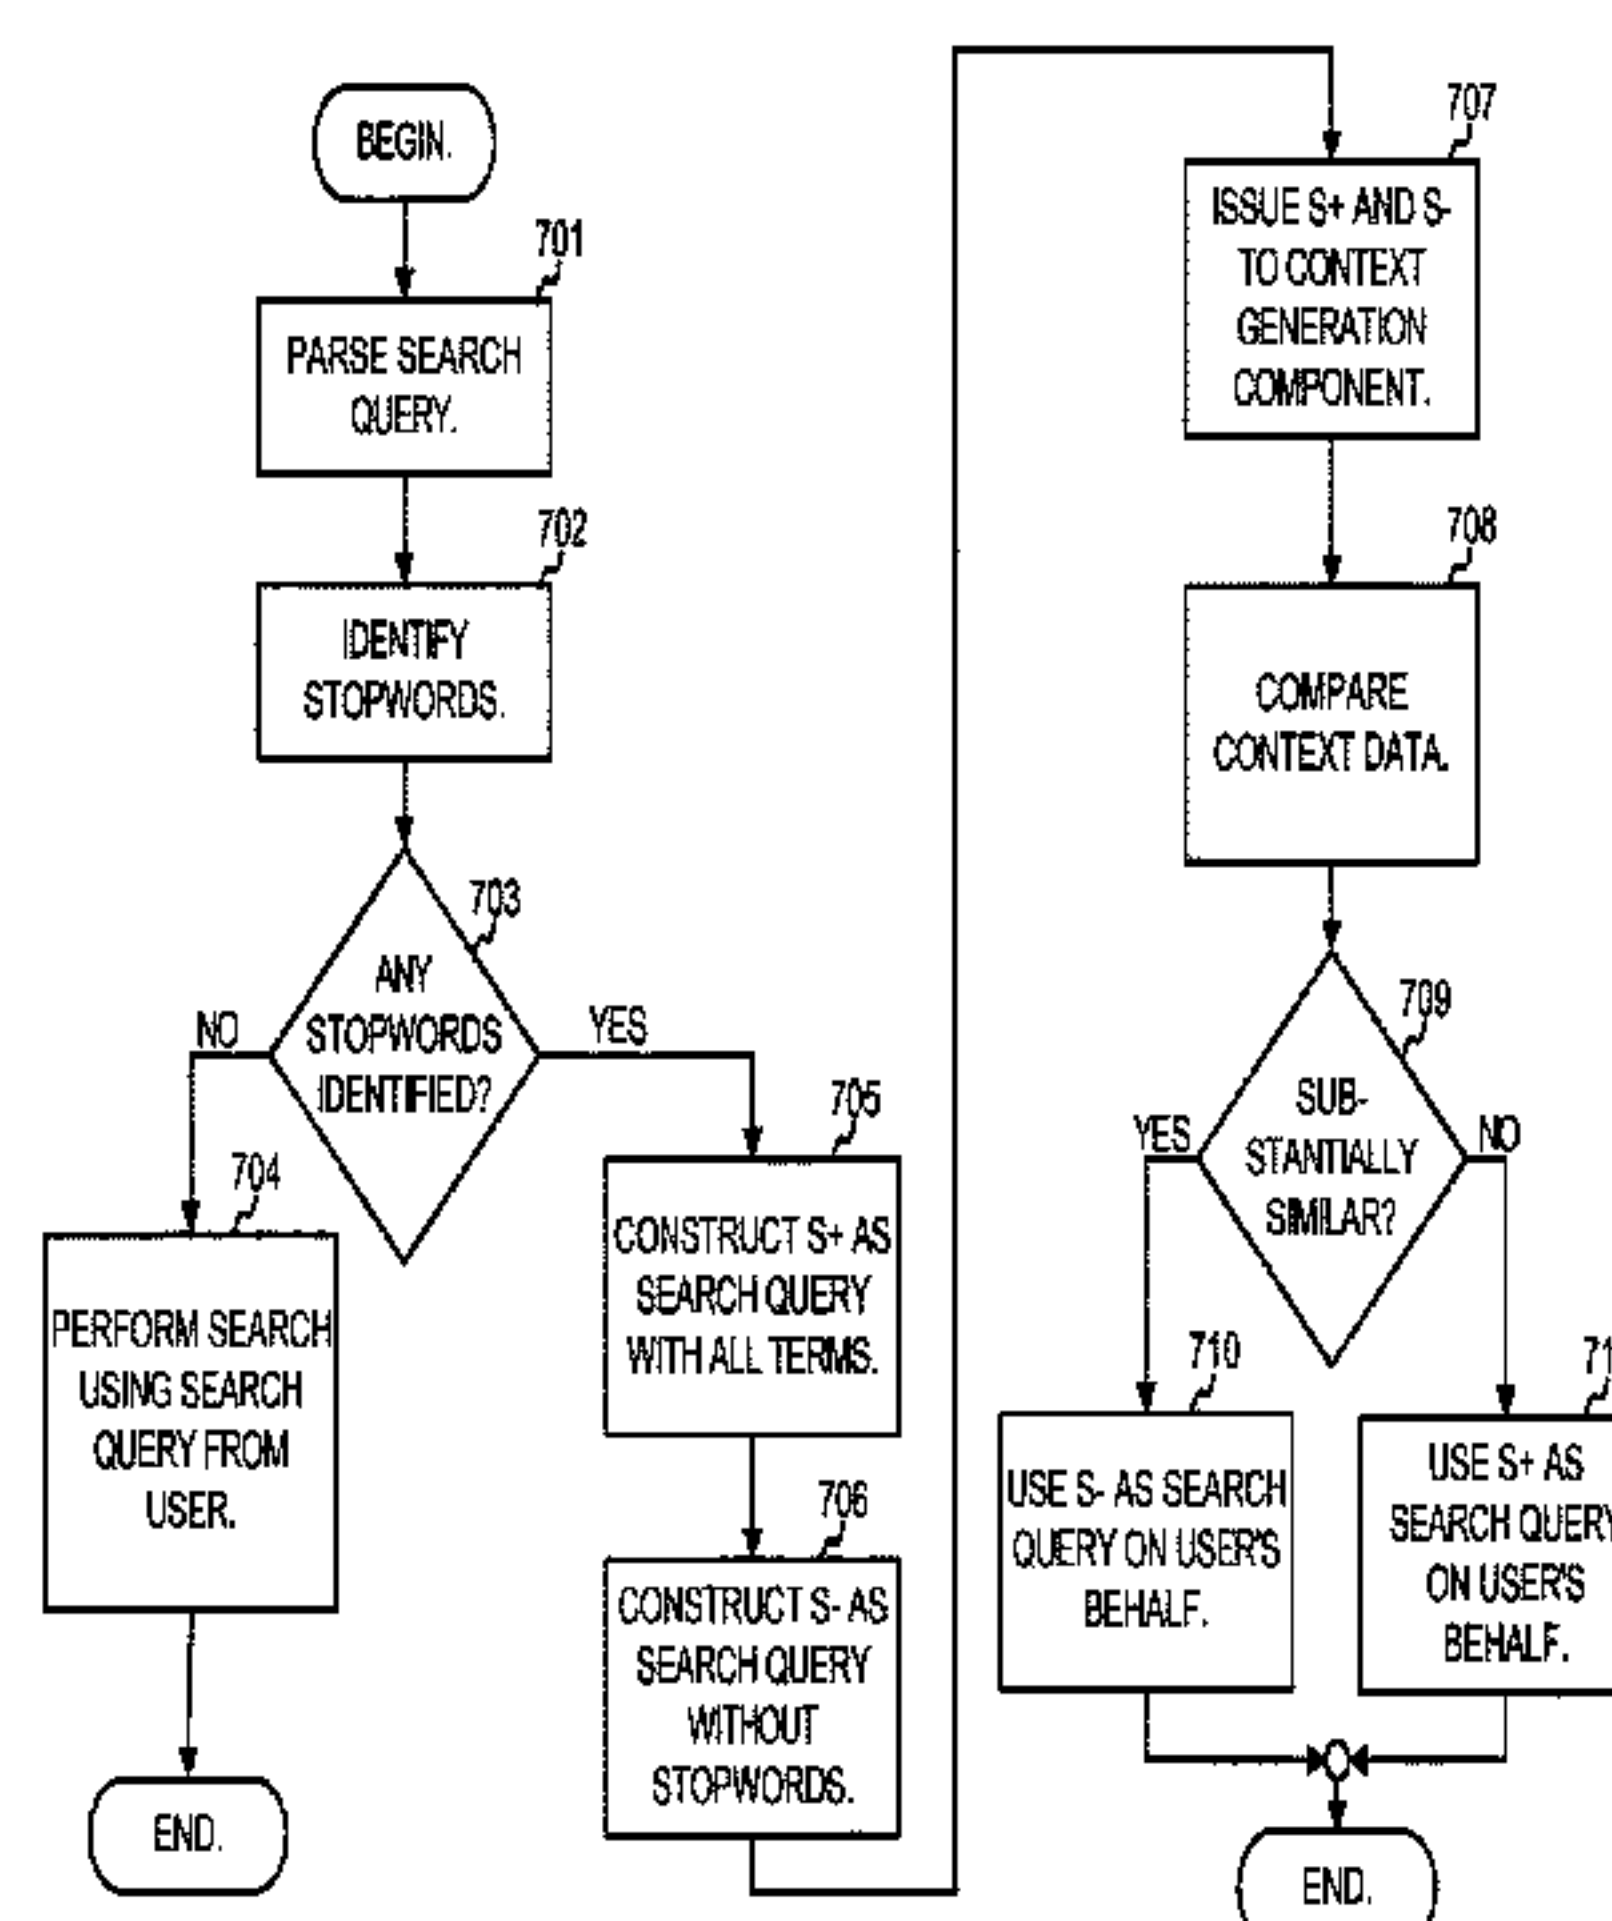 BEGIN.
701
PARSE SEARCH
QUERY.
702
IDENTIFY
STOPWORDS.
703
ANY
STOPWORDS
IDENTIFIED?
NO
YES
704
PERFORM SEARCH
USING SEARCH
QUERY FROM
USER.
END.
705
CONSTRUCT S+ AS
SEARCH QUERY
WITH ALL TERMS.
706
CONSTRUCT S- AS
SEARCH QUERY
WITHOUT
STOPWORDS.
707
ISSUE S+ AND S-
TO CONTEXT
GENERATION
COMPONENT.
708
COMPARE
CONTEXT DATA.
709
SUB-
STANTIALLY
SIMILAR?
YES
NO
710
USE S- AS SEARCH
QUERY ON USER'S
BEHALF.
USE S+ AS
SEARCH QUERY
ON USER'S
BEHALF.
END.